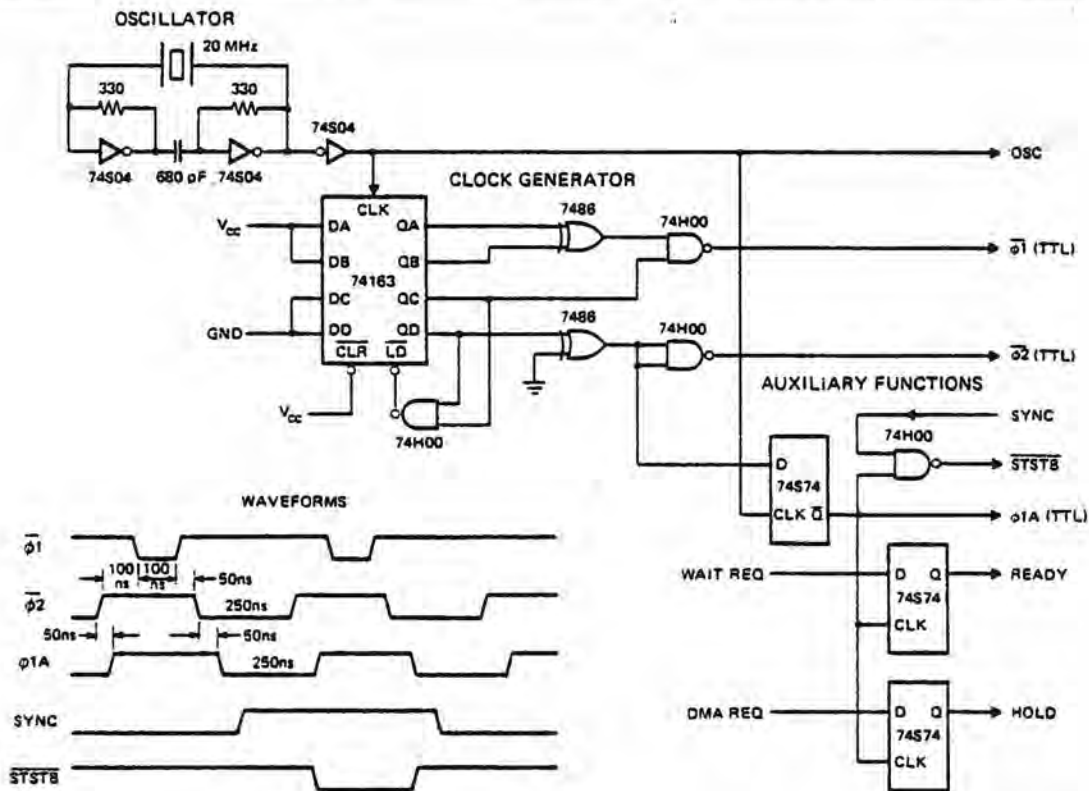 OSCILLATOR
20 MHz
330
330
74S04
74S04
680 pF
74S04
OSC
CLOCK GENERATOR
CLK
VCC
DA
QA
7486
74H00
DB
QB
φ1 (TTL)
74163
DC
QC
GND
DD
QD
7486
74H00
CLR
LD
φ2 (TTL)
AUXILIARY FUNCTIONS
VCC
74H00
SYNC
74H00
D
STSTB
74S74
CLK Q
φ1A (TTL)
WAVEFORMS
φ1
100 ns
100 ns
50ns
WAIT REQ
D Q
READY
74S74
φ2
250ns
CLK
50ns
50ns
φ1A
250ns
SYNC
DMA REQ
D Q
HOLD
74S74
STSTB
CLK